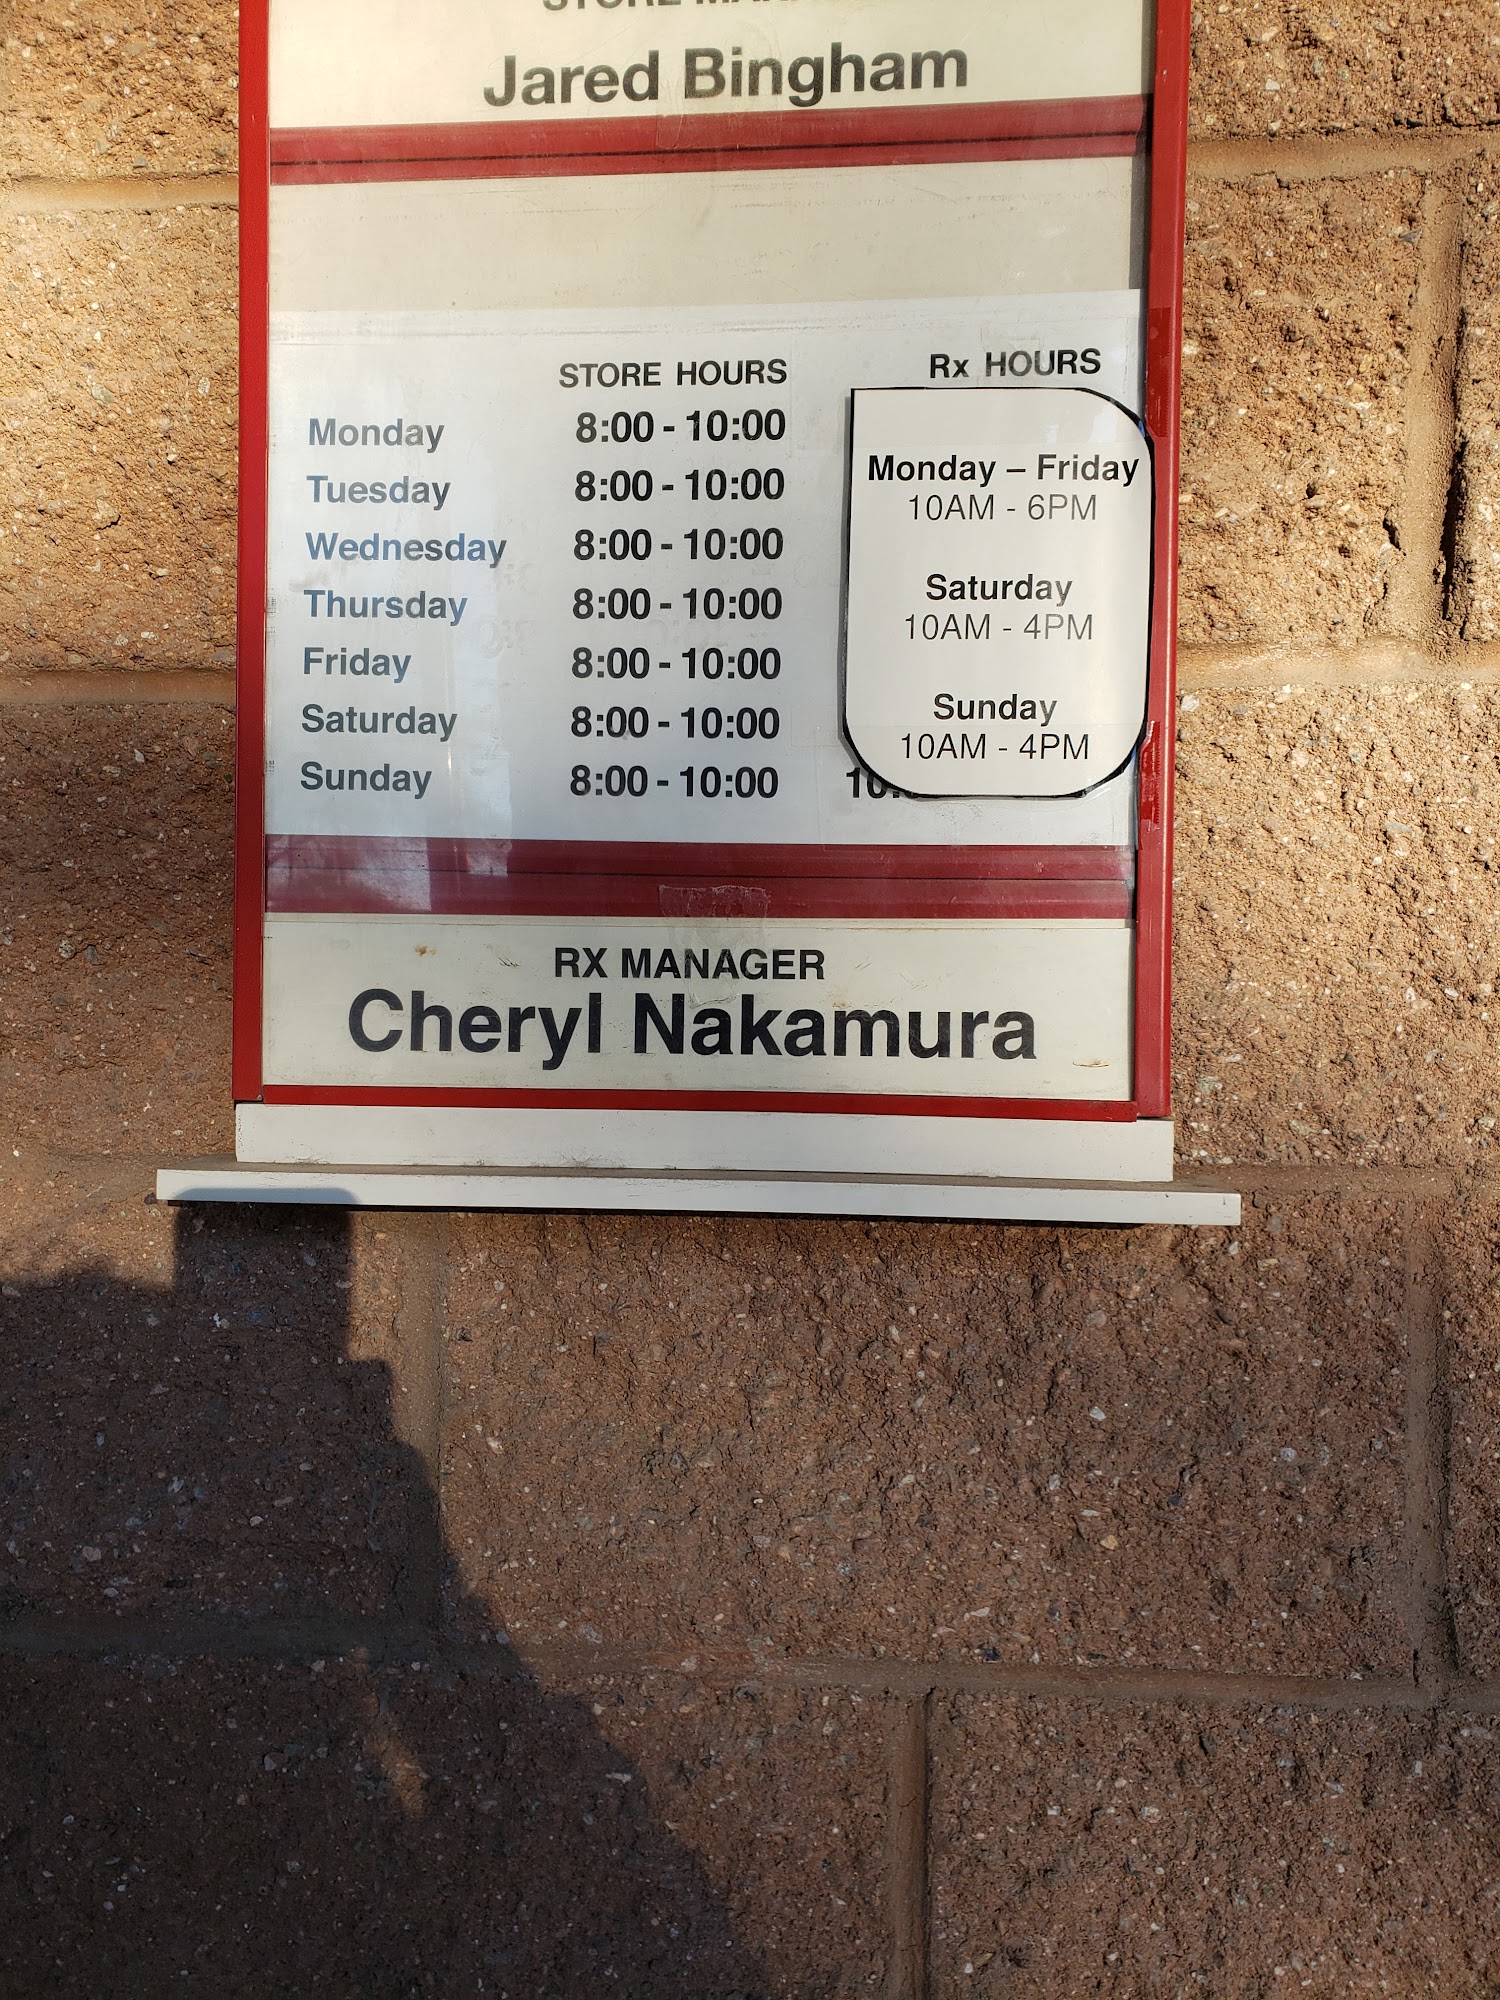 STORE MANAGER
Jared Bingham
STORE HOURS Rx HOURS
Monday 8:00 - 10:00
Tuesday 8:00 - 10:00
Wednesday 8:00 - 10:00
Thursday 8:00 - 10:00
Friday 8:00 - 10:00
Saturday 8:00 - 10:00
Sunday 8:00 - 10:00
Monday – Friday
10AM - 6PM
Saturday
10AM - 4PM
Sunday
10AM - 4PM
RX MANAGER
Cheryl Nakamura